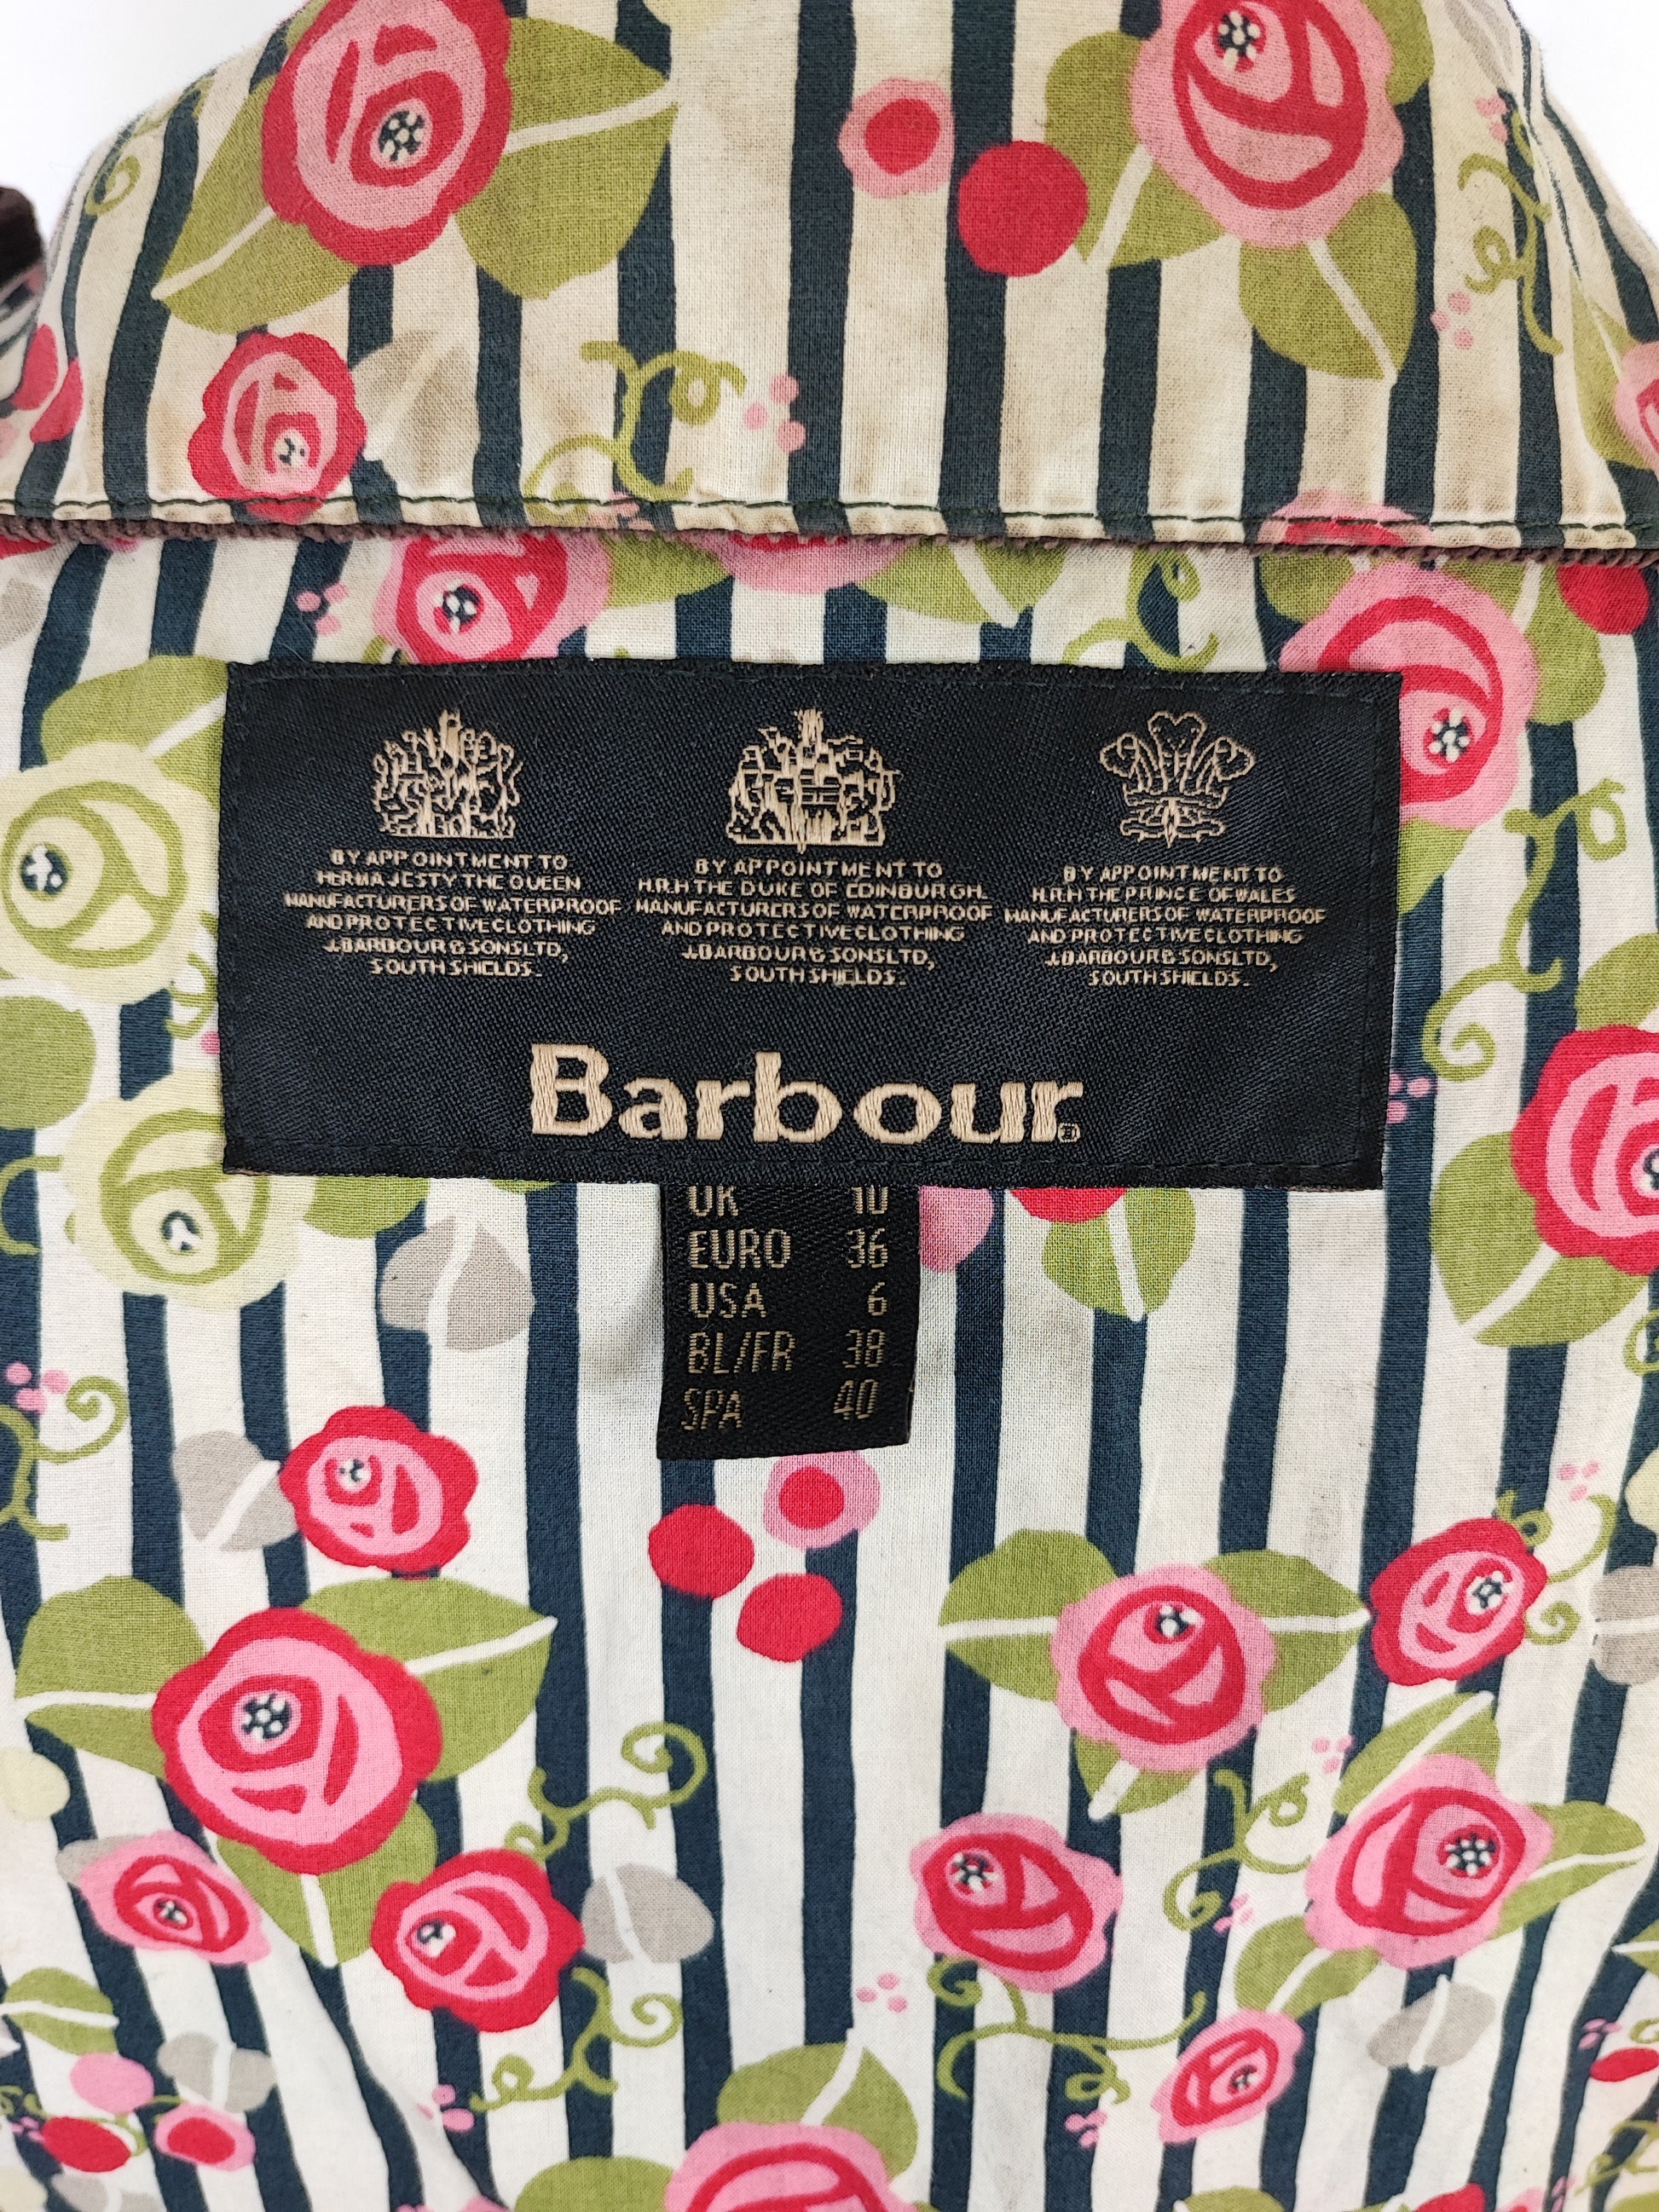 BY APPOINTMENT TO
HER MAJESTY THE QUEEN
MANUFACTURERS OF WATERPROOF
AND PROTECTIVE CLOTHING
J.BARBOUR & SONS LTD,
SOUTH SHIELDS.
BY APPOINTMENT TO
H.R.H THE DUKE OF EDINBURGH
MANUFACTURERS OF WATERPROOF
AND PROTECTIVE CLOTHING
J.BARBOUR & SONS LTD,
SOUTH SHIELDS.
BY APPOINTMENT TO
H.R.H THE PRINCE OF WALES
MANUFACTURERS OF WATERPROOF
AND PROTECTIVE CLOTHING
J.BARBOUR & SONS LTD,
SOUTH SHIELDS.
Barbour®
UK 10
EURO 36
USA 6
BL/FR 38
SPA 40